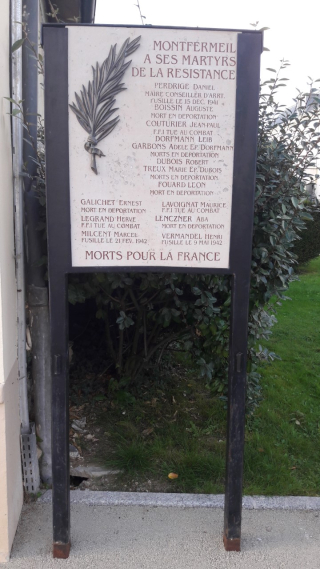 MONTFERMEIL
A SES MARTYRS
DE LA RESISTANCE
PERDRIGE DANIEL
MAIRE CONSEILLER D'ARRT
FUSILLE LE 15 DEC. 1941
BOISSIN AUGUSTE
MORT EN DEPORTATION
COUTURIER JEAN-PAUL
F.F.I TUE AU COMBAT
DORFMANN LEIB
GARBONS ADELE EP. DORFMANN
MORTS EN DEPORTATION
DUBOIS ROBERT
TREUX MARIE EP. DUBOIS
MORTS EN DEPORTATION
FOUARD LEON
MORT EN DEPORTATION
GALICHET ERNEST
MORT EN DEPORTATION
LEGRAND HERVE
F.F.I TUE AU COMBAT
MILCENT MARCEL
FUSILLE LE 21 FEV. 1942
LAVOIGNAT MAURICE
F.F.I TUE AU COMBAT
LENCZNER ABA
MORT EN DEPORTATION
VERMANDEL HENRI
FUSILLE LE 9 MAI 1942
MORTS POUR LA FRANCE